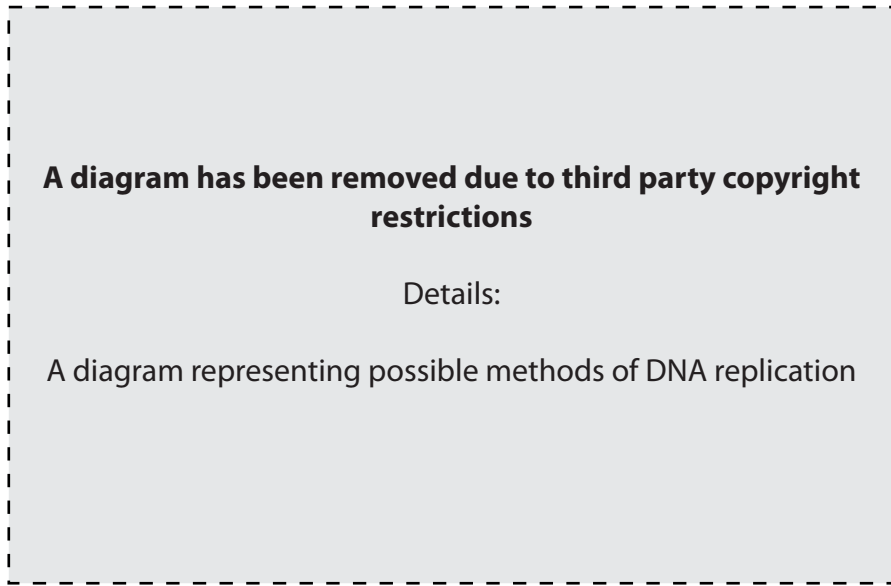 A diagram has been removed due to third party copyright
restrictions
Details:
A diagram representing possible methods of DNA replication